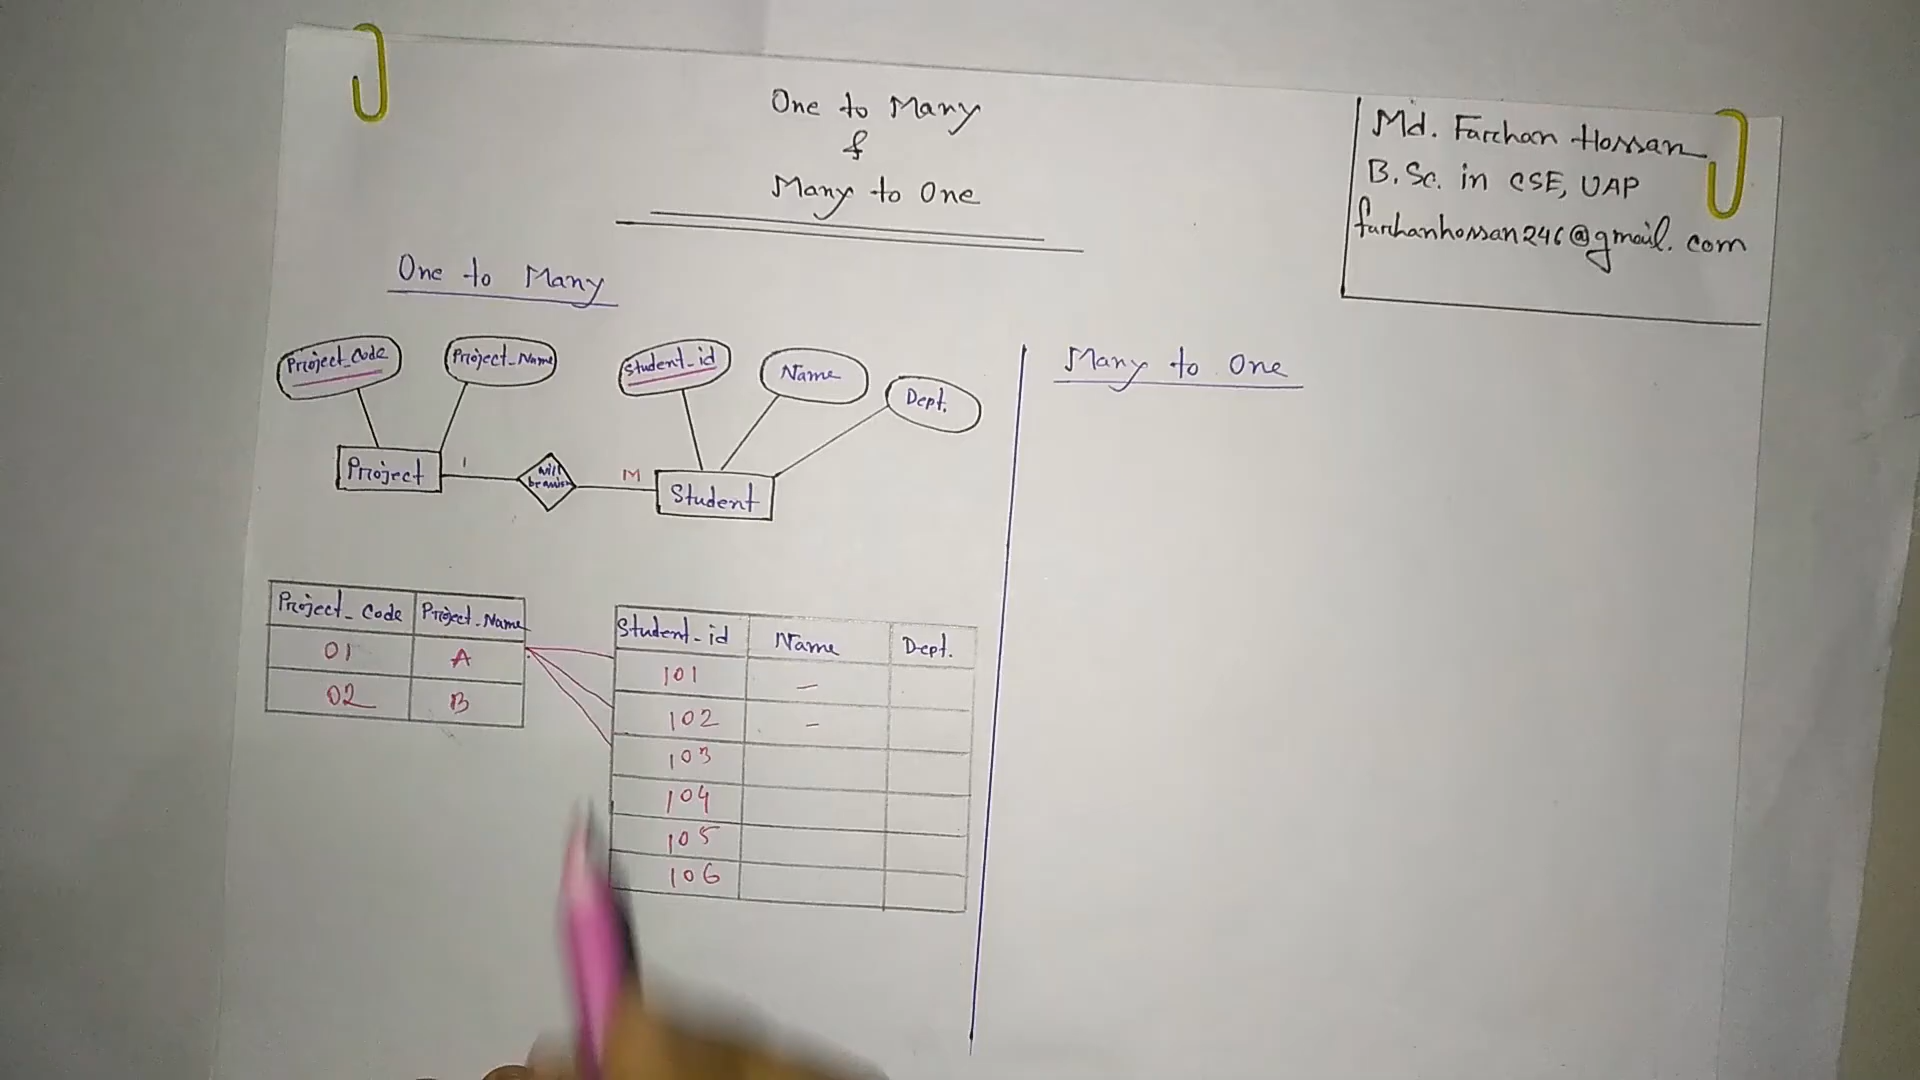 One to Many
&
Many to One
Md. Farhan Hossan
B.Sc. in CSE, UAP
farhanhossan246@gmail.com
One to Many
Project_Code
Project_Name
Student_id
Name
Dept.
Project
1
will
M
Student
Project_Code Project_Name
01 A
02 B
Student_id Name Dept.
101 –
102 –
103
104
105
106
Many to One